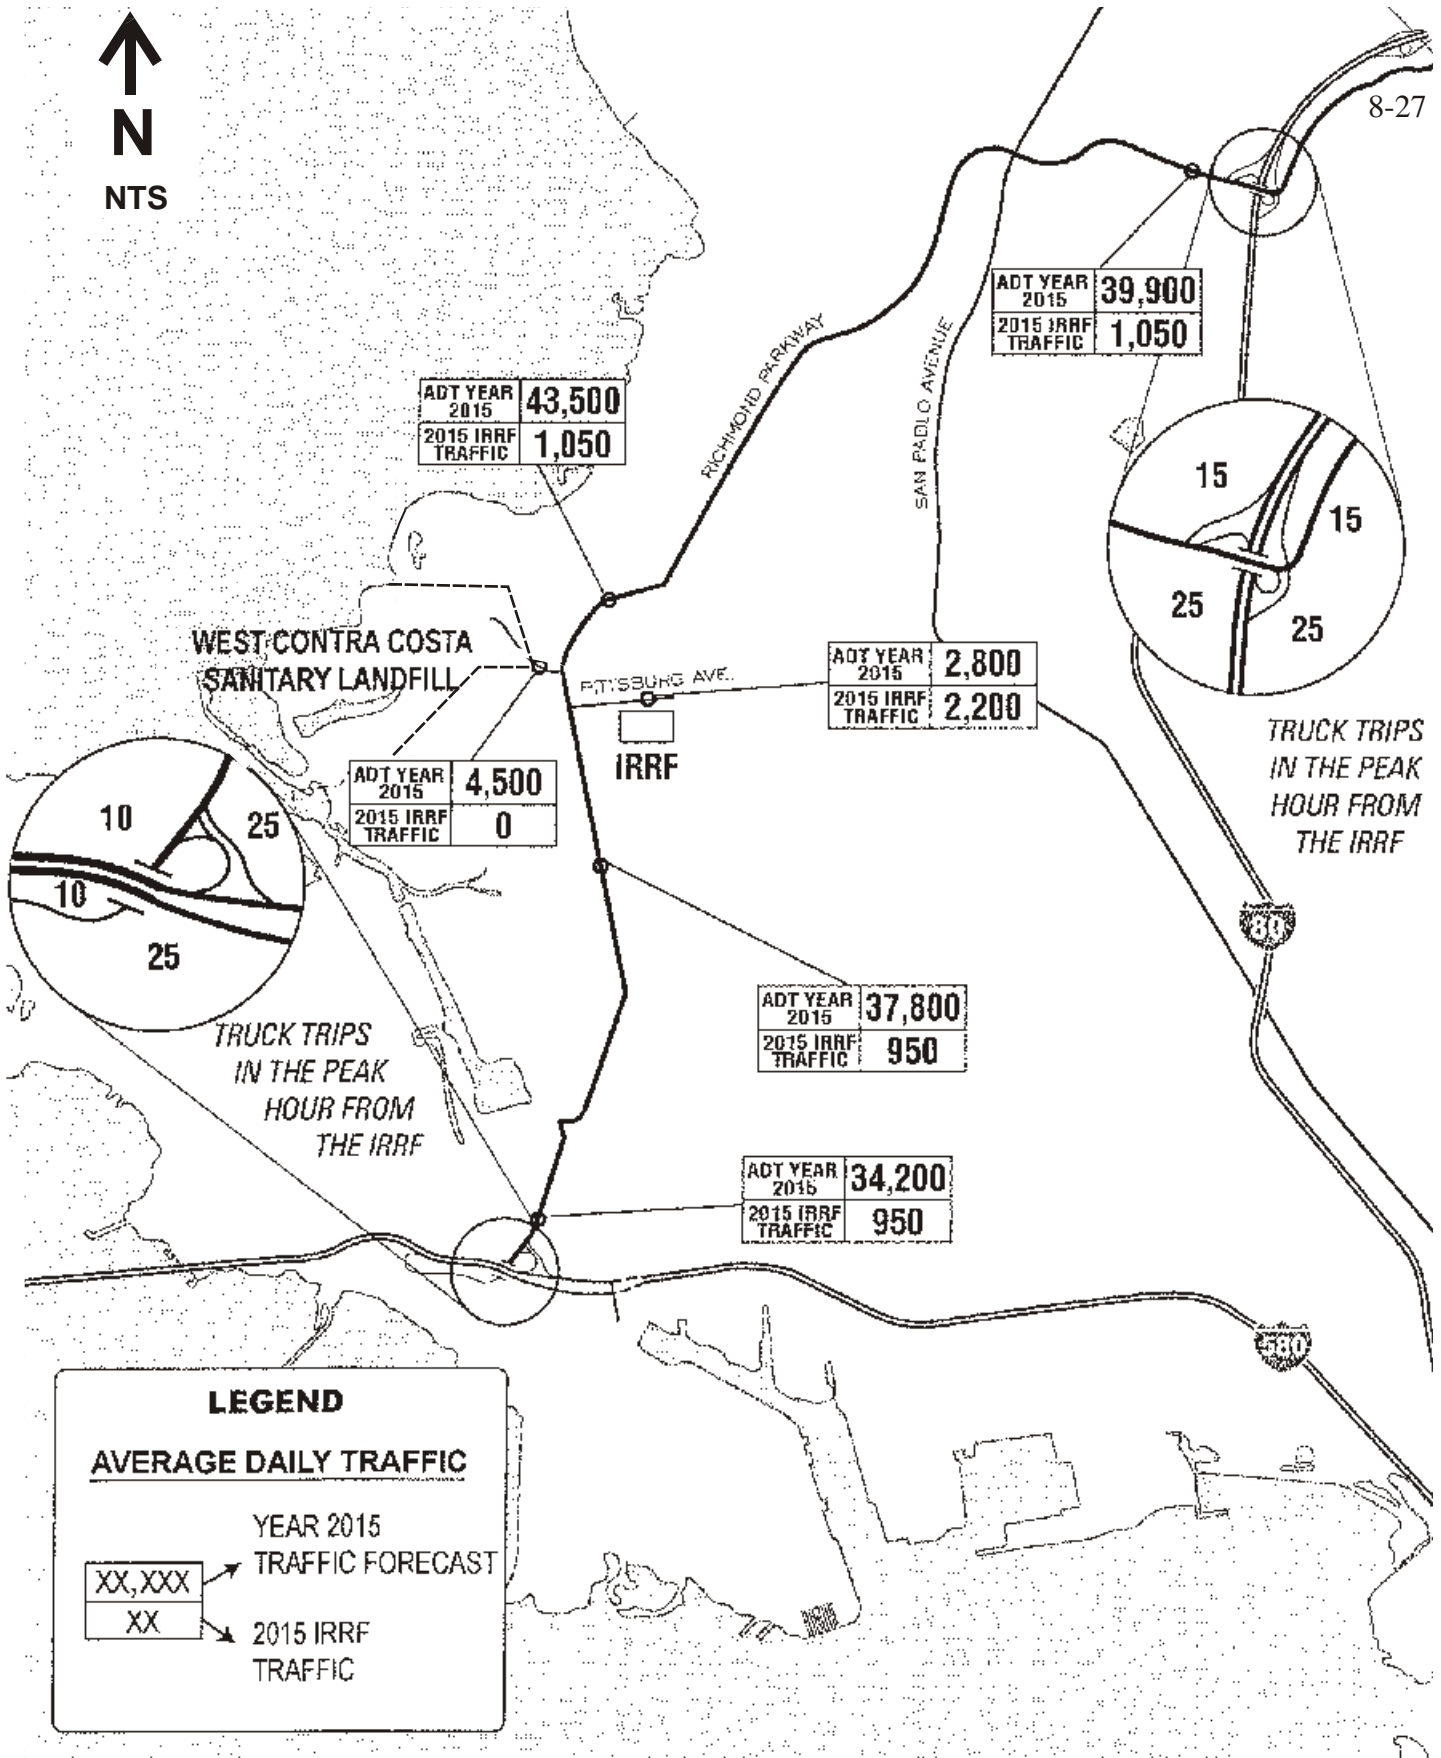 N
NTS
8-27
ADT YEAR 2015 39,900
2015 IRRF TRAFFIC 1,050
RICHMOND PARKWAY
SAN PABLO AVENUE
ADT YEAR 2015 43,500
2015 IRRF TRAFFIC 1,050
15
15
25
25
WEST CONTRA COSTA
SANITARY LANDFILL
PITTSBURG AVE.
ADT YEAR 2015 2,800
2015 IRRF TRAFFIC 2,200
IRRF
ADT YEAR 2015 4,500
2015 IRRF TRAFFIC 0
TRUCK TRIPS
IN THE PEAK
HOUR FROM
THE IRRF
10
25
10
25
80
ADT YEAR 2015 37,800
2015 IRRF TRAFFIC 950
TRUCK TRIPS
IN THE PEAK
HOUR FROM
THE IRRF
ADT YEAR 2015 34,200
2015 IRRF TRAFFIC 950
580
LEGEND
AVERAGE DAILY TRAFFIC
YEAR 2015
TRAFFIC FORECAST
XX,XXX
XX
2015 IRRF
TRAFFIC